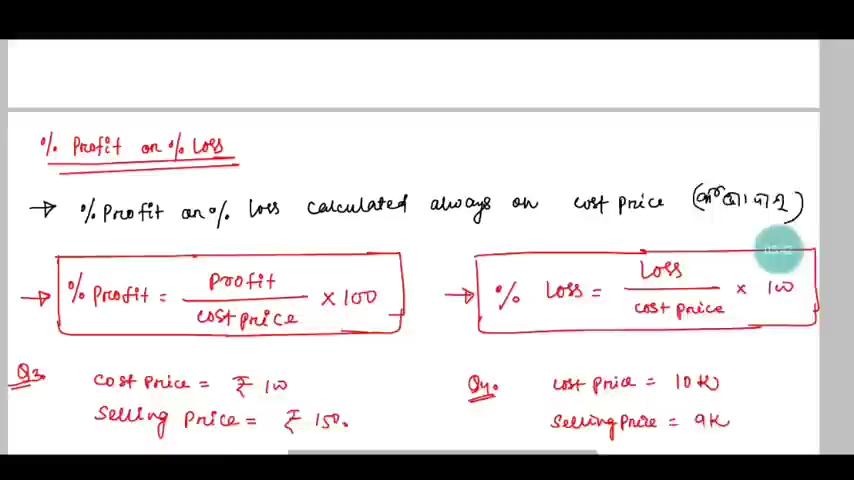 % Profit or % Loss
→ % Profit or % loss calculated always on cost price
→ % Profit = Profit / cost price × 100
→ % Loss = Loss / cost price × 100
Q3. cost price = ₹ 100
Selling Price = ₹ 150.
Q4. cost price = 10K
Selling Price = 9K